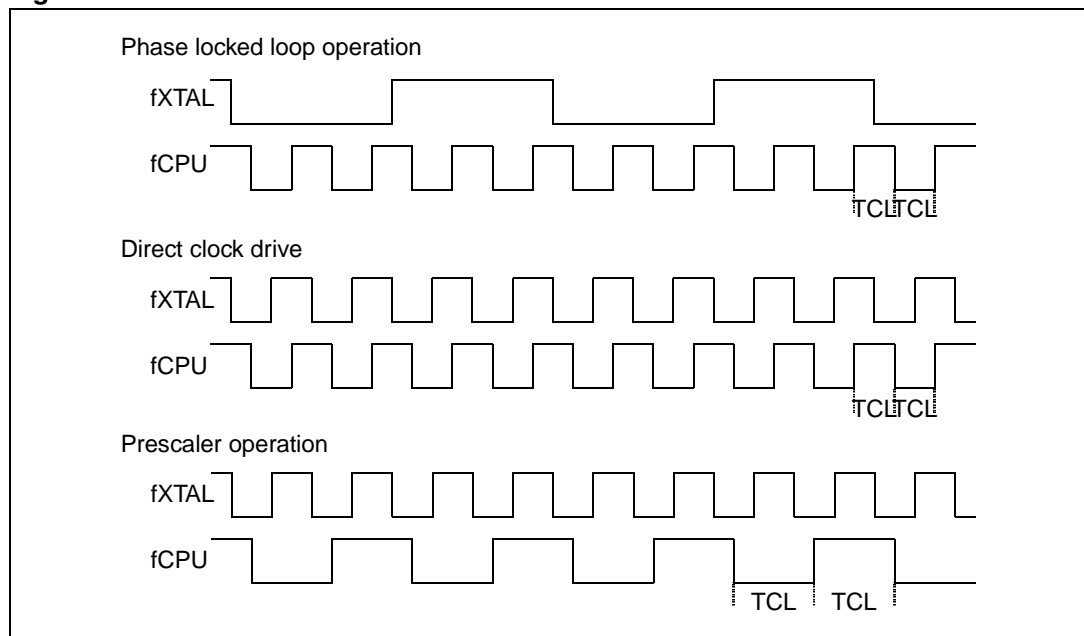 Phase locked loop operation
fXTAL
fCPU
TCL TCL
Direct clock drive
fXTAL
fCPU
TCL TCL
Prescaler operation
fXTAL
fCPU
TCL TCL